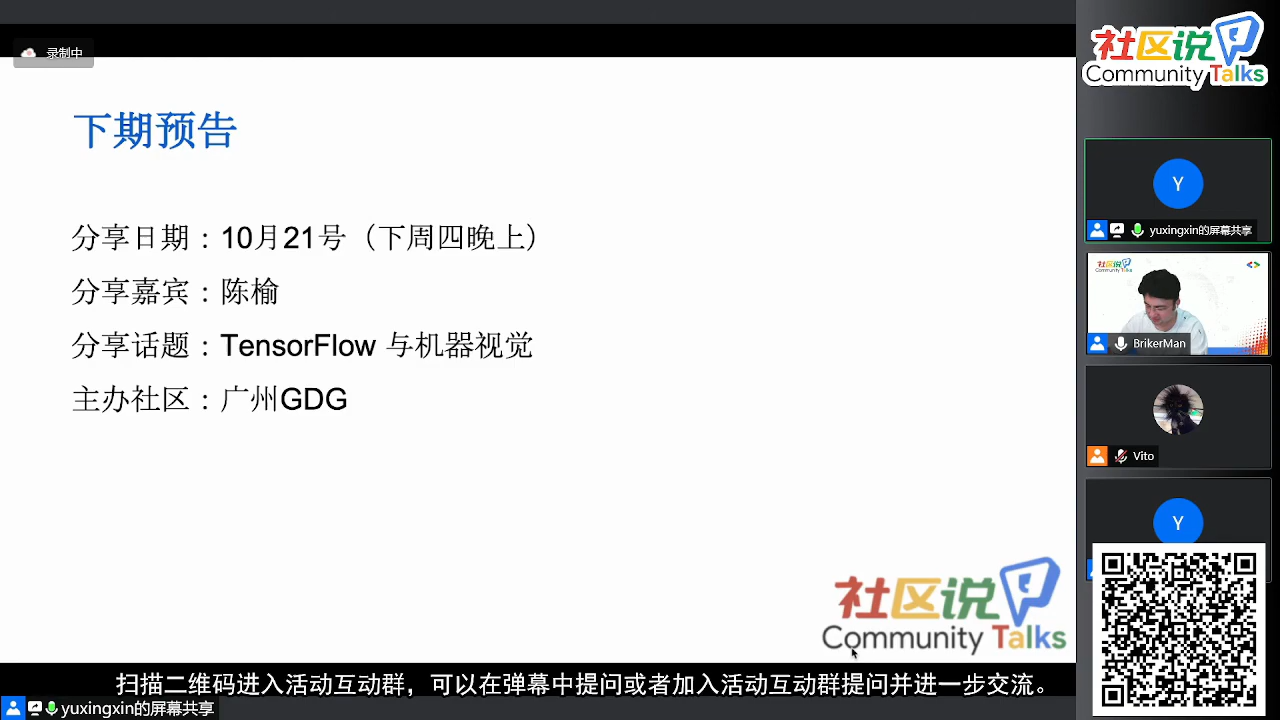 录制中
下期预告
分享日期：10月21号（下周四晚上）
分享嘉宾：陈榆
分享话题：TensorFlow 与机器视觉
主办社区：广州GDG
社区说
Community Talks
扫描二维码进入活动互动群，可以在弹幕中提问或者加入活动互动群提问并进一步交流。
yuxingxin的屏幕共享
社区说
Community Talks
Y
yuxingxin的屏幕共享
社区说
Community Talks
BrikerMan
Vito
Y